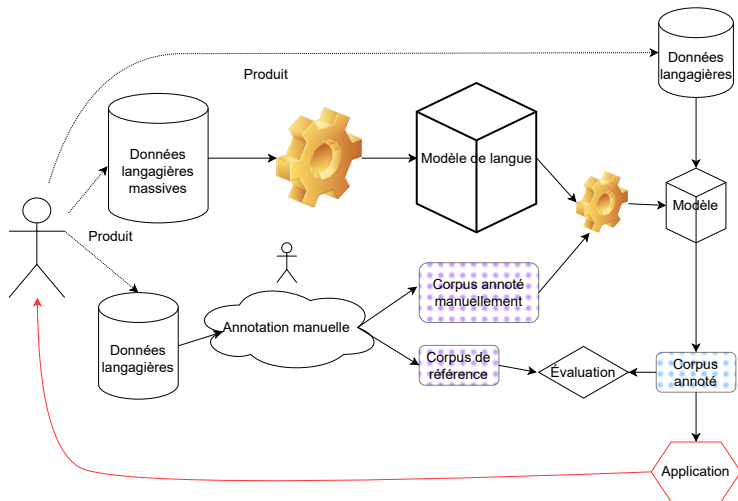 Données
langagières
Produit
Données
langagières
massives
Modèle de langue
Modèle
Produit
Corpus annoté
manuellement
Annotation manuelle
Données
langagières
Corpus de
référence
Évaluation
Corpus
annoté
Application